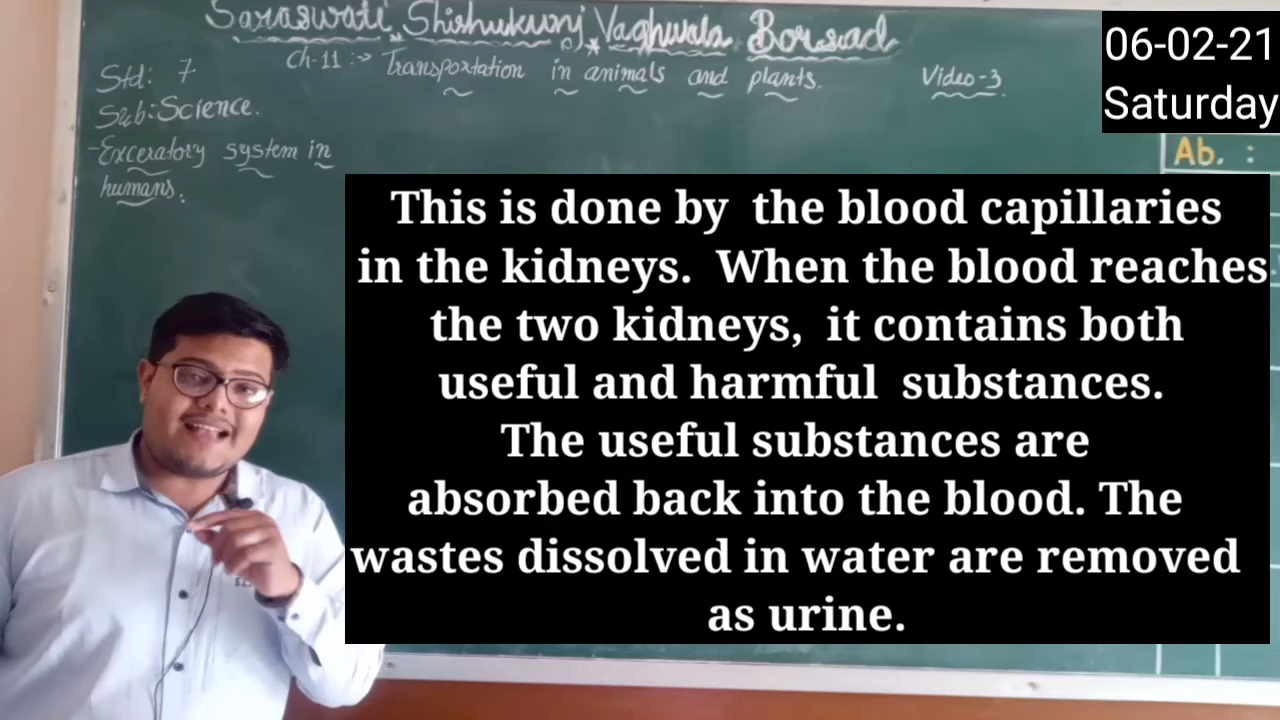 Saraswati Shishukunj, Vaghwala Borsad
06-02-21
Saturday
Std: 7
Ch-11:-> Transportation in animals and plants.
Video-3
Sub:-Science.
-Exceratory system in
humans.
Ab. :
This is done by the blood capillaries
in the kidneys. When the blood reaches
the two kidneys, it contains both
useful and harmful substances.
The useful substances are
absorbed back into the blood. The
wastes dissolved in water are removed
as urine.